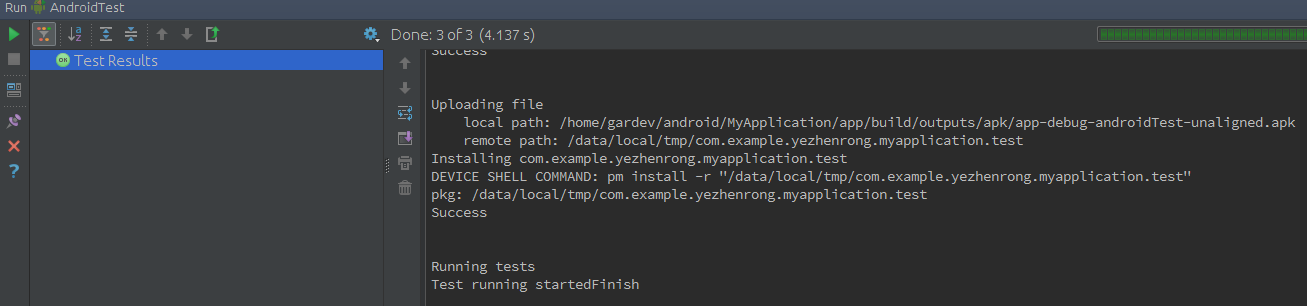 Run AndroidTest
Done: 3 of 3 (4.137 s)
OK Test Results
Success
Uploading file
local path: /home/gardev/android/MyApplication/app/build/outputs/apk/app-debug-androidTest-unaligned.apk
remote path: /data/local/tmp/com.example.yezhenrong.myapplication.test
Installing com.example.yezhenrong.myapplication.test
DEVICE SHELL COMMAND: pm install -r "/data/local/tmp/com.example.yezhenrong.myapplication.test"
pkg: /data/local/tmp/com.example.yezhenrong.myapplication.test
Success
Running tests
Test running startedFinish